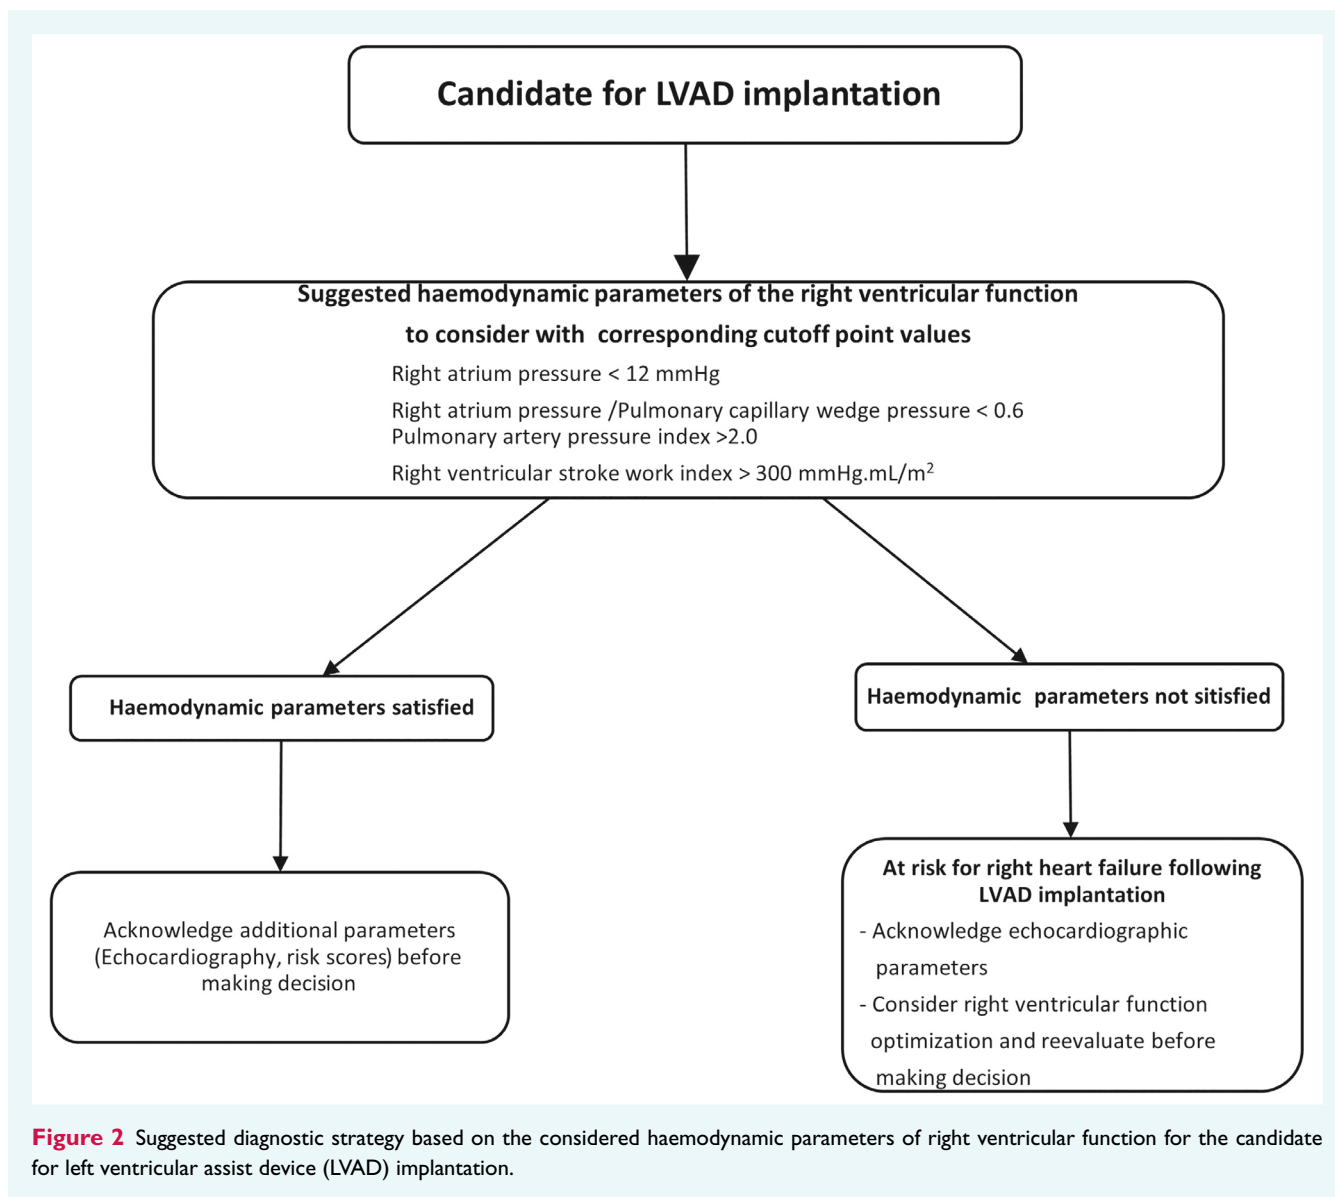 Candidate for LVAD implantation
Suggested haemodynamic parameters of the right ventricular function
to consider with corresponding cutoff point values
Right atrium pressure < 12 mmHg
Right atrium pressure /Pulmonary capillary wedge pressure < 0.6
Pulmonary artery pressure index >2.0
Right ventricular stroke work index > 300 mmHg.mL/m²
Haemodynamic parameters satisfied
Haemodynamic parameters not sitisfied
Acknowledge additional parameters
(Echocardiography, risk scores) before
making decision
At risk for right heart failure following
LVAD implantation
- Acknowledge echocardiographic
parameters
- Consider right ventricular function
optimization and reevaluate before
making decision
Figure 2 Suggested diagnostic strategy based on the considered haemodynamic parameters of right ventricular function for the candidate
for left ventricular assist device (LVAD) implantation.